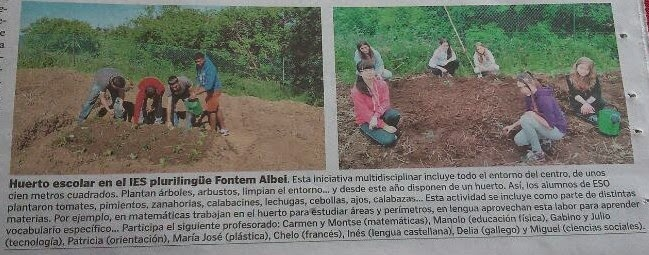 Huerto escolar en el IES plurilingüe Fontem Albei. Esta iniciativa multidisciplinar incluye todo el entorno del centro, de unos
cien metros cuadrados. Plantan árboles, arbustos, limpian el entorno... y desde este año disponen de un huerto. Así, los alumnos de ESO
plantaron tomates, pimientos, zanahorias, calabacines, lechugas, cebollas, ajos, calabazas... Esta actividad se incluye como parte de distintas
materias. Por ejemplo, en matemáticas trabajan en el huerto para estudiar áreas y perímetros, en lengua aprovechan esta labor para aprender
vocabulario específico... Participa el siguiente profesorado: Carmen y Montse (matemáticas), Manolo (educación física), Gabino y Julio
(tecnología), Patricia (orientación), María José (plástica), Chelo (francés), Inés (lengua castellana), Delia (gallego) y Miguel (ciencias sociales).